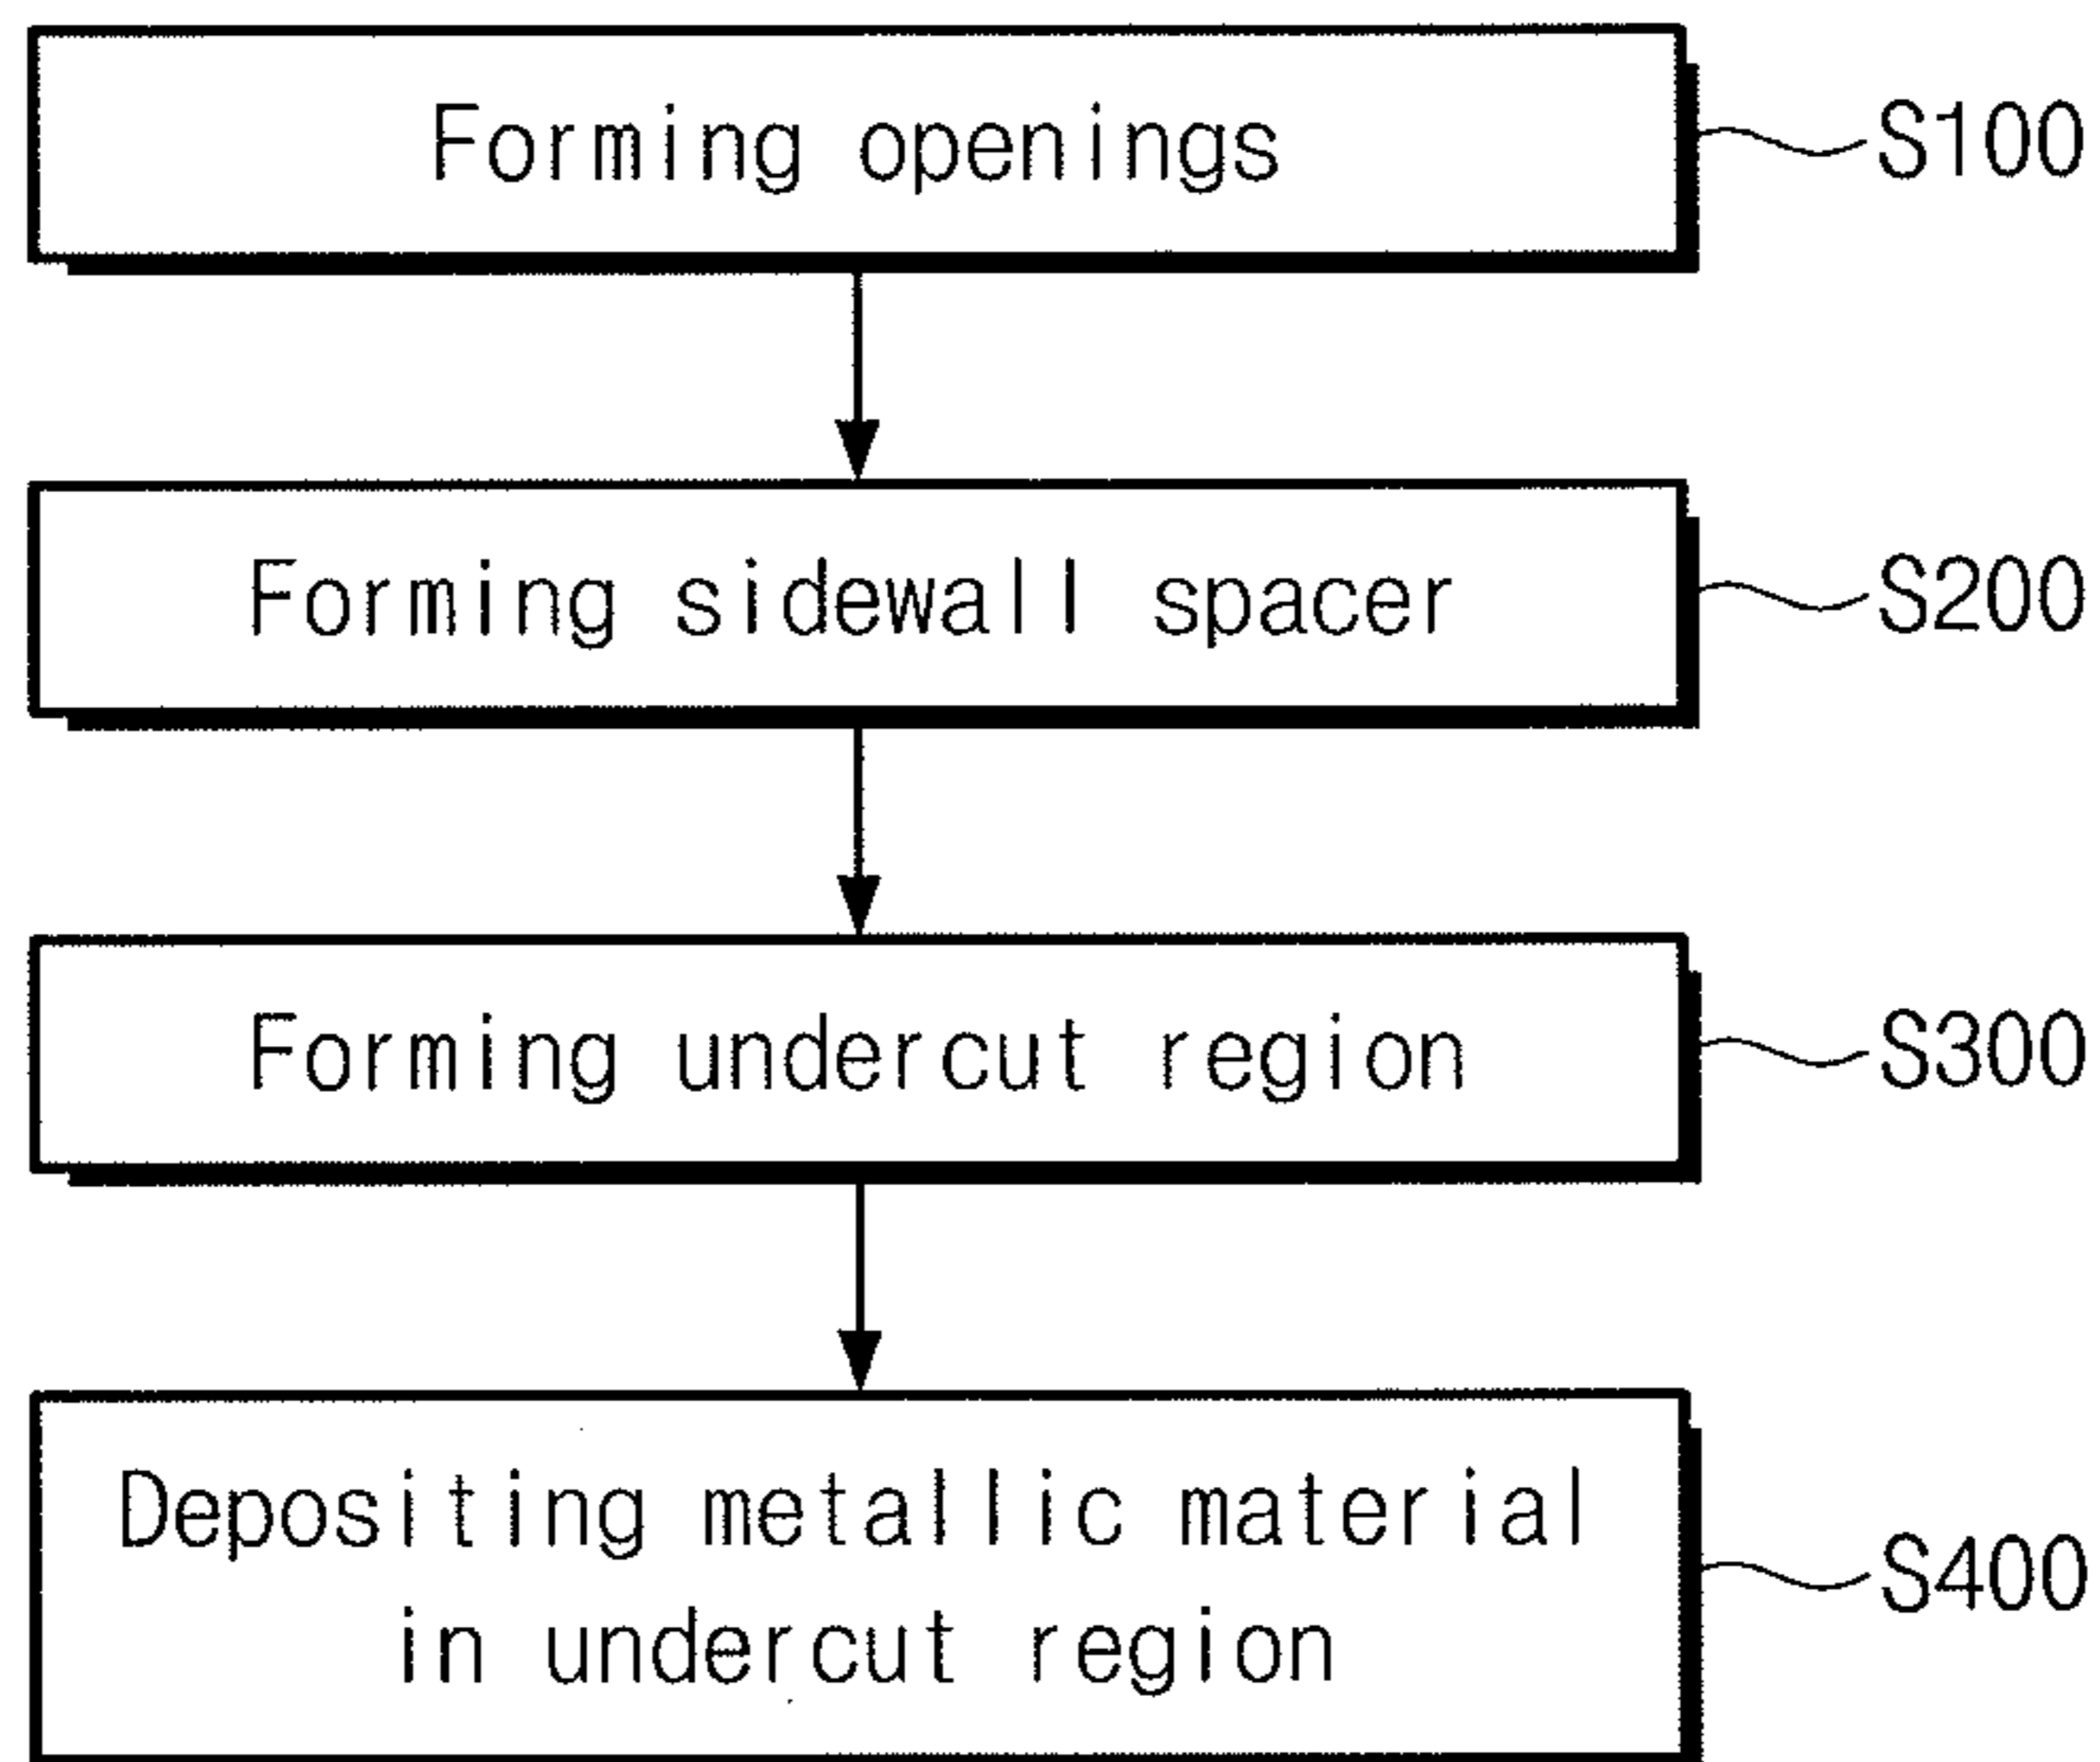 Forming openings
S100
Forming sidewall spacer
S200
Forming undercut region
S300
Depositing metallic material
in undercut region
S400